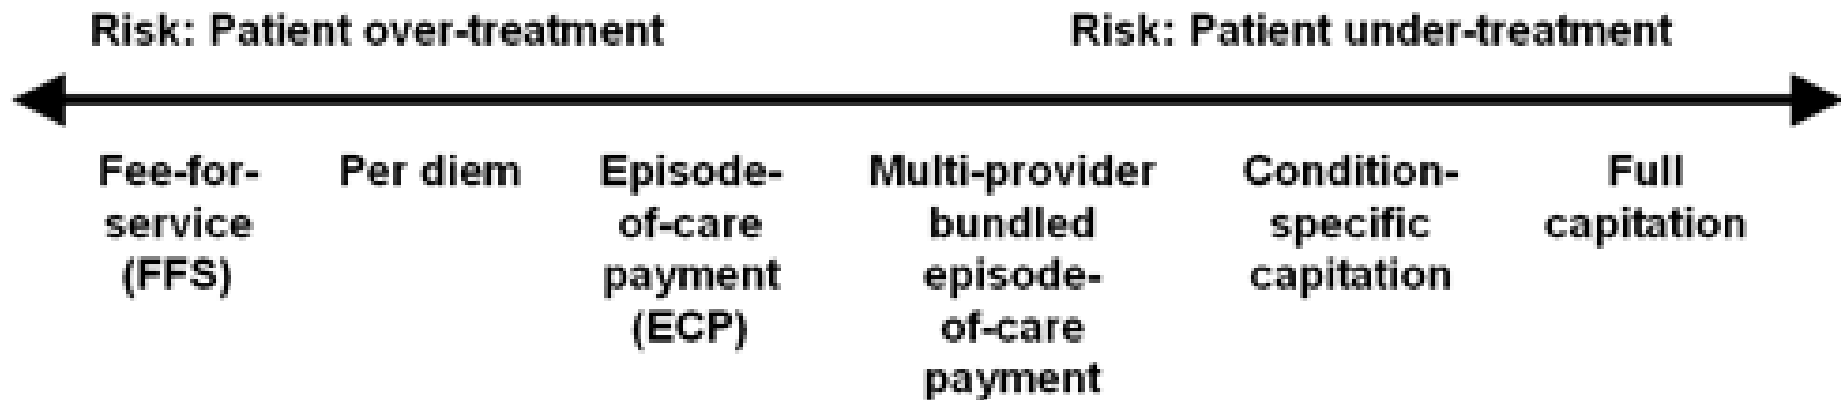 Risk: Patient over-treatment
Risk: Patient under-treatment
Fee-for-
service
(FFS)
Per diem
Episode-
of-care
payment
(ECP)
Multi-provider
bundled
episode-
of-care
payment
Condition-
specific
capitation
Full
capitation